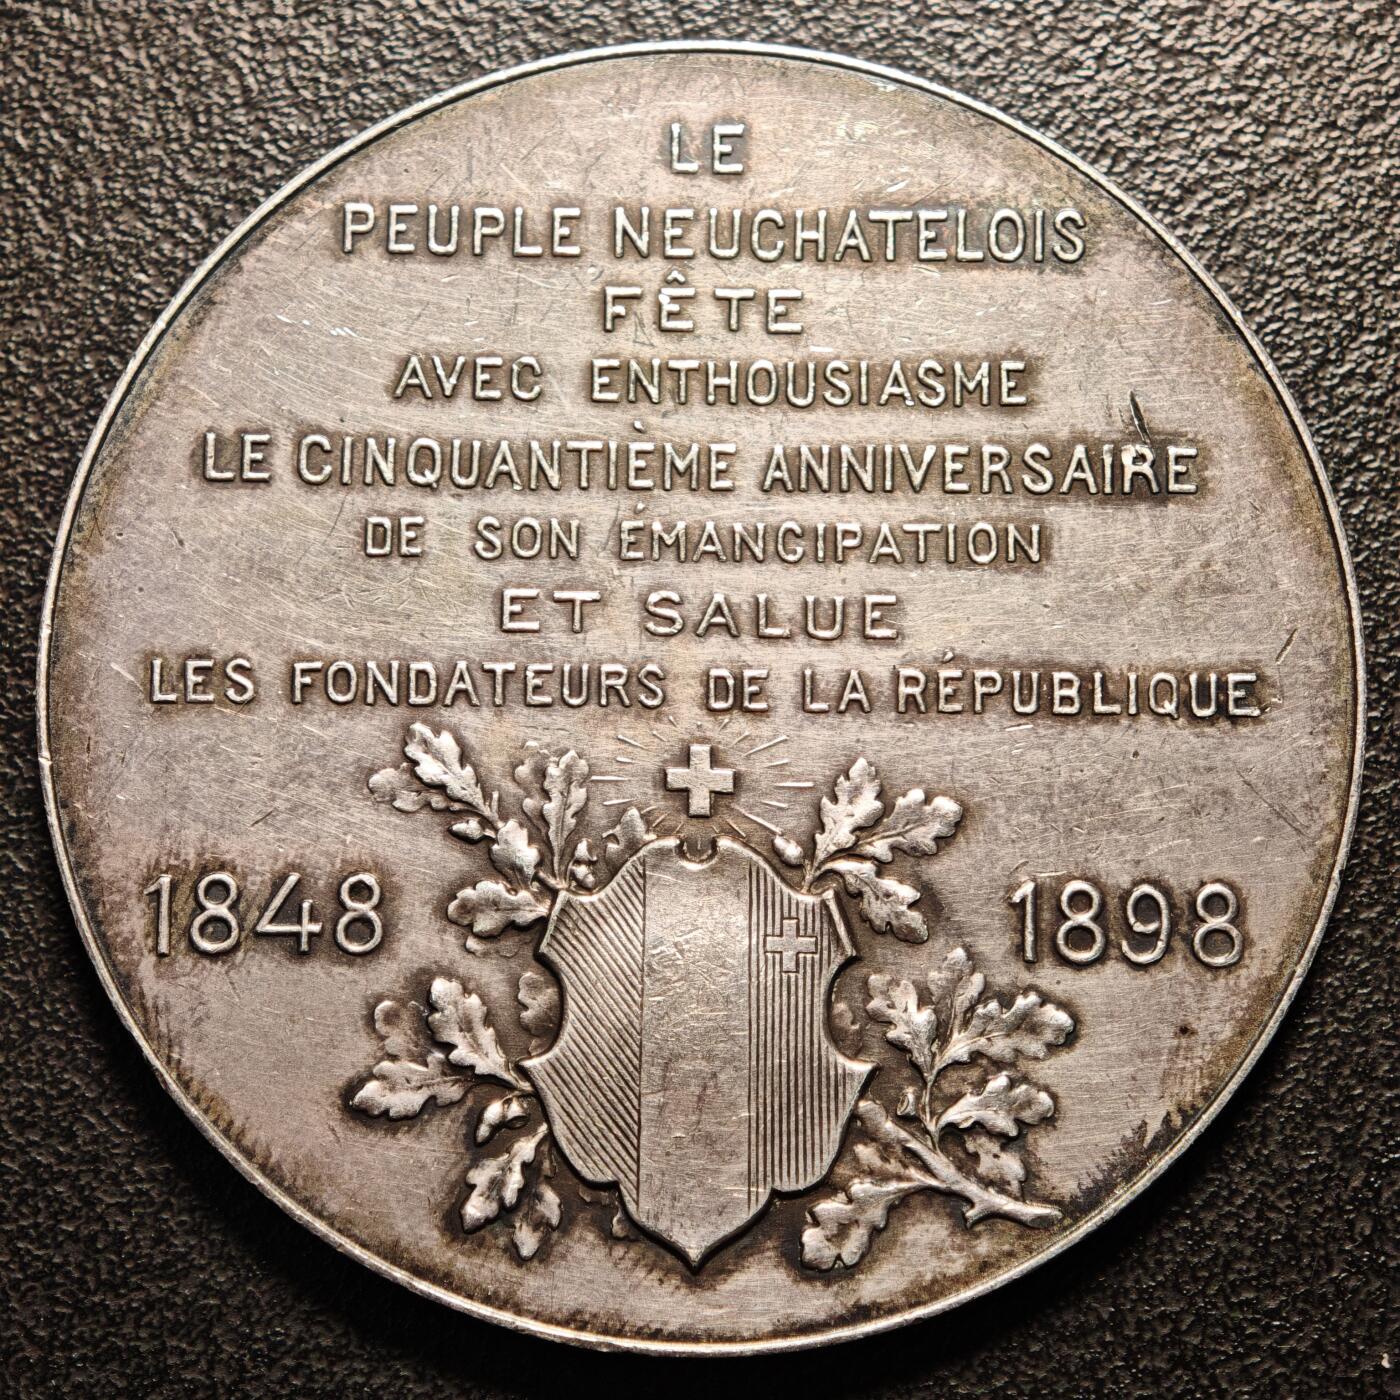 LE
PEUPLE NEUCHATELOIS
FÊTE
AVEC ENTHOUSIASME
LE CINQUANTIÈME ANNIVERSAIRE
DE SON ÉMANCIPATION
ET SALUE
LES FONDATEURS DE LA RÉPUBLIQUE
1848 1898